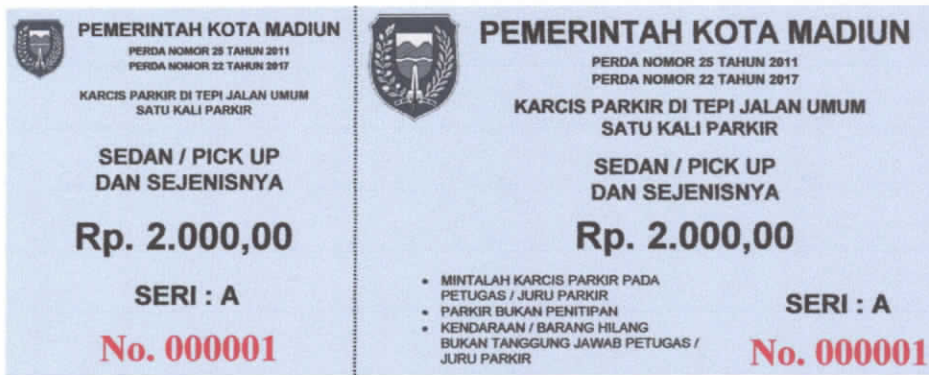 PEMERINTAH KOTA MADIUN
PERDA NOMOR 25 TAHUN 2011
PERDA NOMOR 22 TAHUN 2017
KARCIS PARKIR DI TEPI JALAN UMUM
SATU KALI PARKIR
SEDAN / PICK UP
DAN SEJENISNYA
Rp. 2.000,00
SERI : A
No. 000001
PEMERINTAH KOTA MADIUN
PERDA NOMOR 25 TAHUN 2011
PERDA NOMOR 22 TAHUN 2017
KARCIS PARKIR DI TEPI JALAN UMUM
SATU KALI PARKIR
SEDAN / PICK UP
DAN SEJENISNYA
Rp. 2.000,00
• MINTALAH KARCIS PARKIR PADA
PETUGAS / JURU PARKIR
• PARKIR BUKAN PENITIPAN
• KENDARAAN / BARANG HILANG
BUKAN TANGGUNG JAWAB PETUGAS /
JURU PARKIR
SERI : A
No. 000001